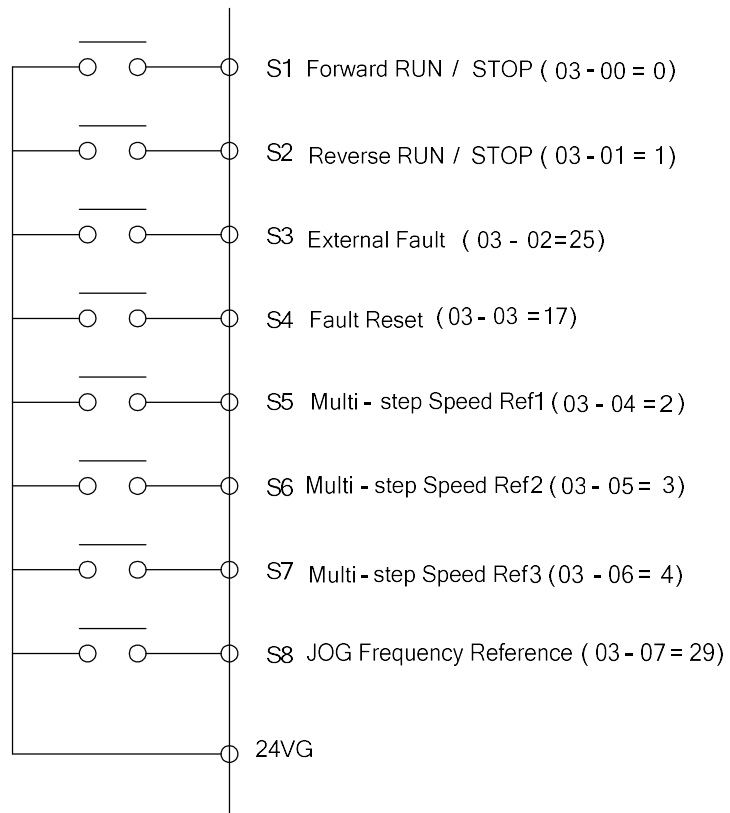 S1 Forward RUN / STOP ( 03 - 00 = 0)
S2 Reverse RUN / STOP ( 03 - 01 = 1)
S3 External Fault ( 03 - 02=25)
S4 Fault Reset (03 - 03 =17)
S5 Multi - step Speed Ref1 ( 03 - 04 =2)
S6 Multi - step Speed Ref2 ( 03 - 05 = 3)
S7 Multi - step Speed Ref3 (03 - 06 = 4)
S8 JOG Frequency Reference ( 03 - 07 = 29)
24VG